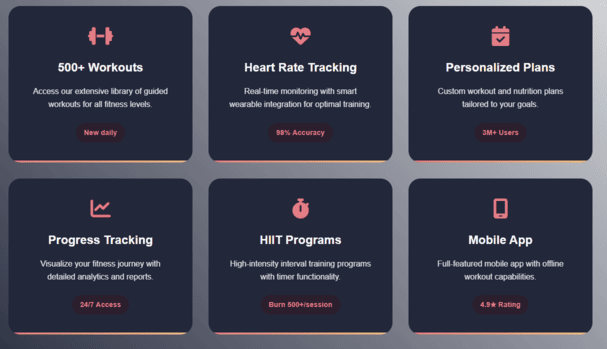 500+ Workouts
Access our extensive library of guided
workouts for all fitness levels.
New daily
Heart Rate Tracking
Real-time monitoring with smart
wearable integration for optimal training.
98% Accuracy
Personalized Plans
Custom workout and nutrition plans
tailored to your goals.
3M+ Users
Progress Tracking
Visualize your fitness journey with
detailed analytics and reports.
24/7 Access
HIIT Programs
High-intensity interval training programs
with timer functionality.
Burn 500+/session
Mobile App
Full-featured mobile app with offline
workout capabilities.
4.9★ Rating